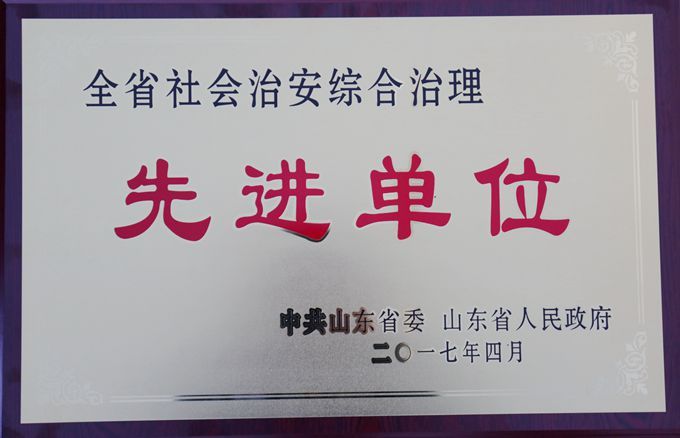 全省社会治安综合治理
先进单位
中共山东省委 山东省人民政府
二〇一七年四月